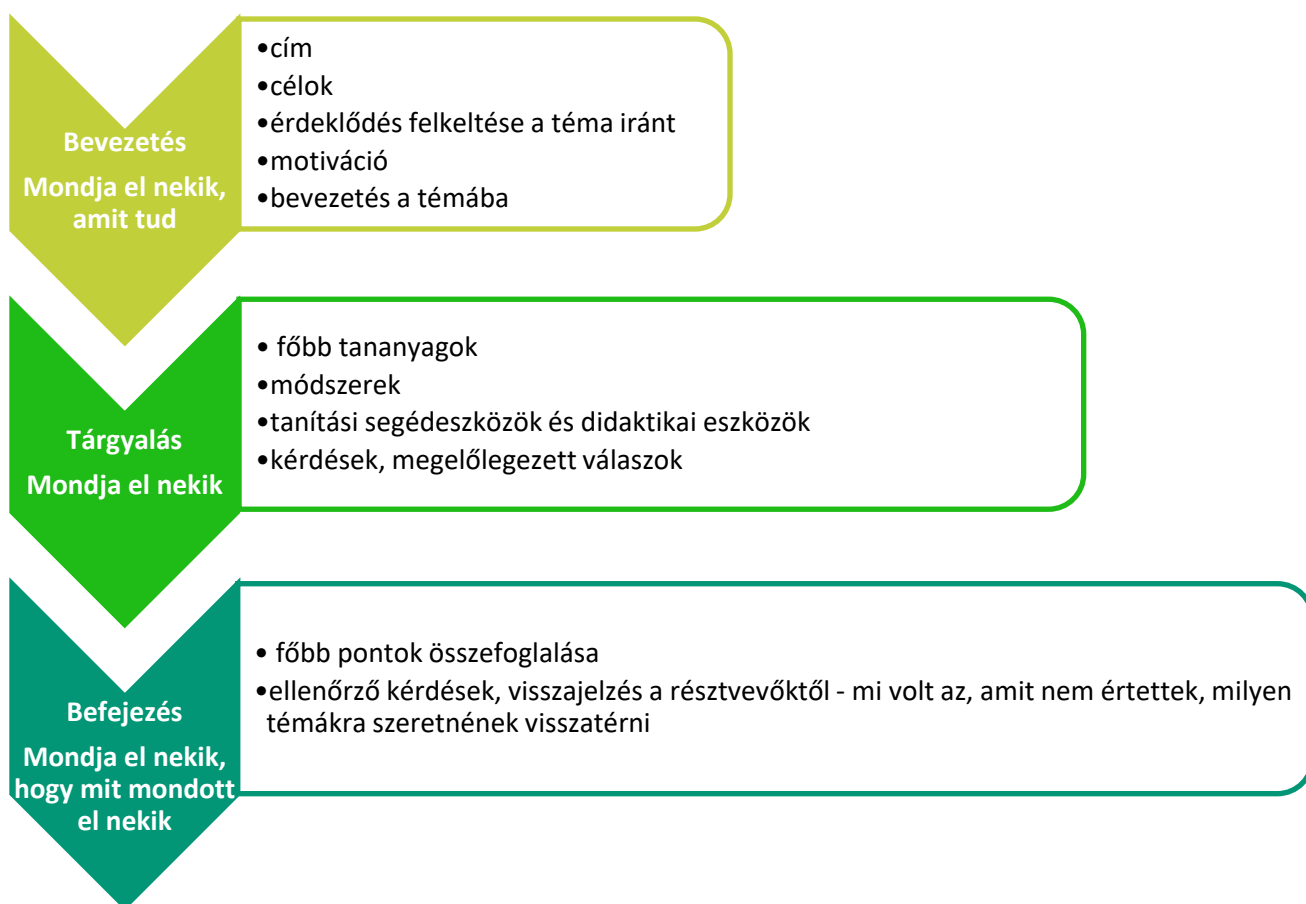 Bevezetés
Mondja el nekik,
amit tud
•cím
•célok
•érdeklődés felkeltése a téma iránt
•motiváció
•bevezetés a témába
Tárgyalás
Mondja el nekik
• főbb tananyagok
•módszerek
•tanítási segédeszközök és didaktikai eszközök
•kérdések, megelőlegezett válaszok
Befejezés
Mondja el nekik,
hogy mit mondott
el nekik
• főbb pontok összefoglalása
•ellenőrző kérdések, visszajelzés a résztvevőktől - mi volt az, amit nem értettek, milyen
témákra szeretnének visszatérni